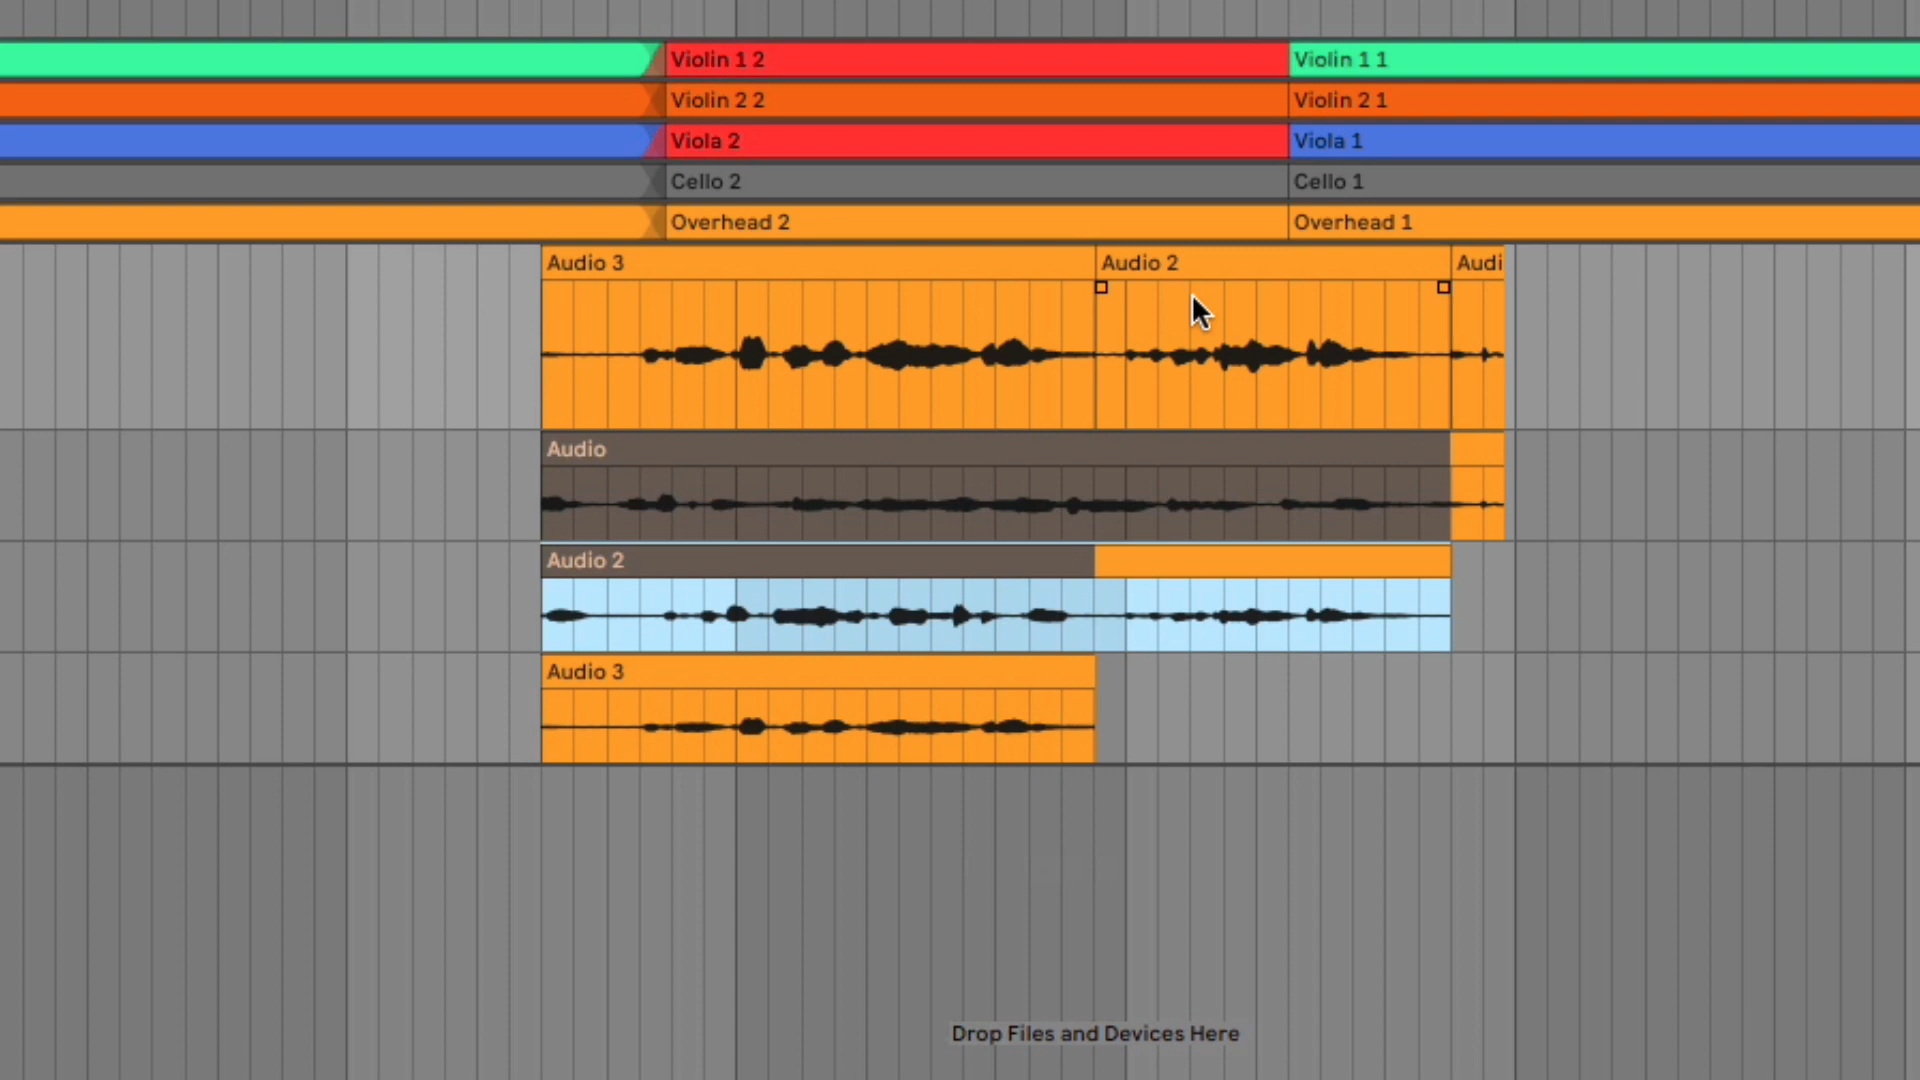 Violin 1 2
Violin 1 1
Violin 2 2
Violin 2 1
Viola 2
Viola 1
Cello 2
Cello 1
Overhead 2
Overhead 1
Audio 3
Audio 2
Audi
Audio
Audio 2
Audio 3
Drop Files and Devices Here